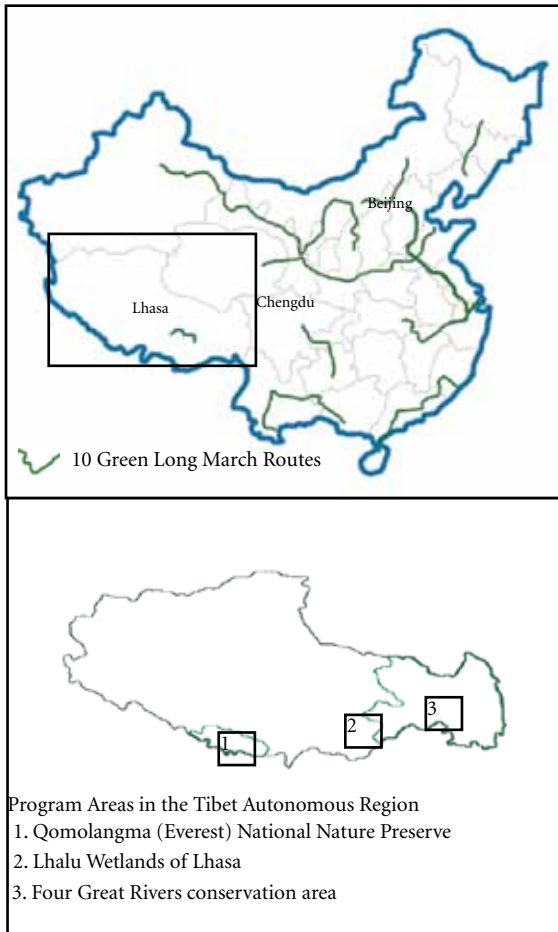 Beijing
Lhasa
Chengdu
10 Green Long March Routes
1
2
3
Program Areas in the Tibet Autonomous Region
1. Qomolangma (Everest) National Nature Preserve
2. Lhalu Wetlands of Lhasa
3. Four Great Rivers conservation area